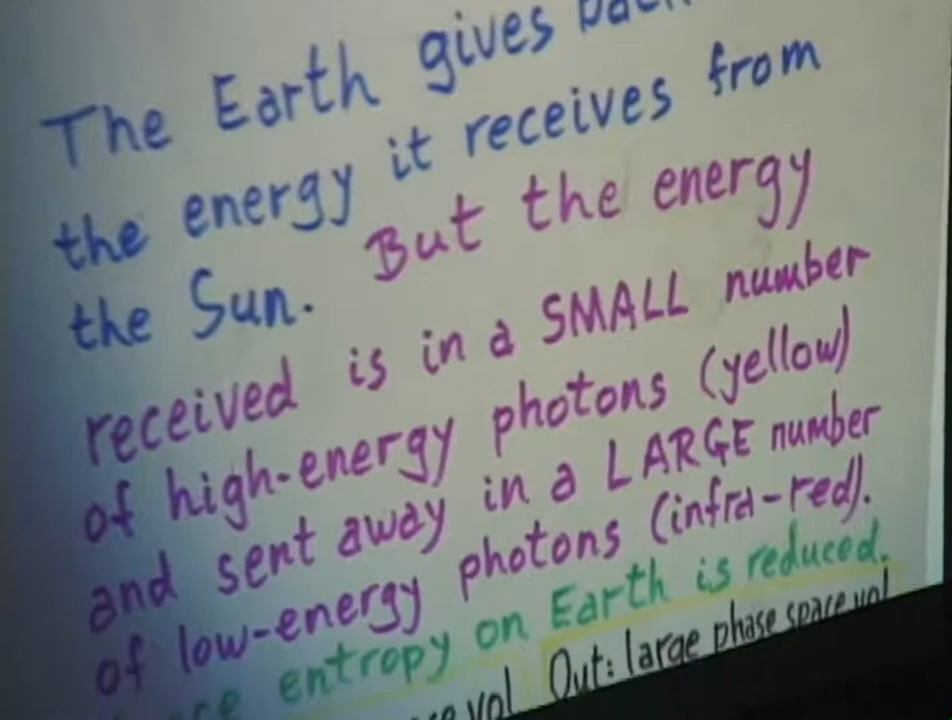 The Earth gives back
the energy it receives from
the Sun. But the energy
received is in a SMALL number
of high-energy photons (yellow)
and sent away in a LARGE number
of low-energy photons (infra-red).
entropy on Earth is reduced.
vol Out: large phase space vol